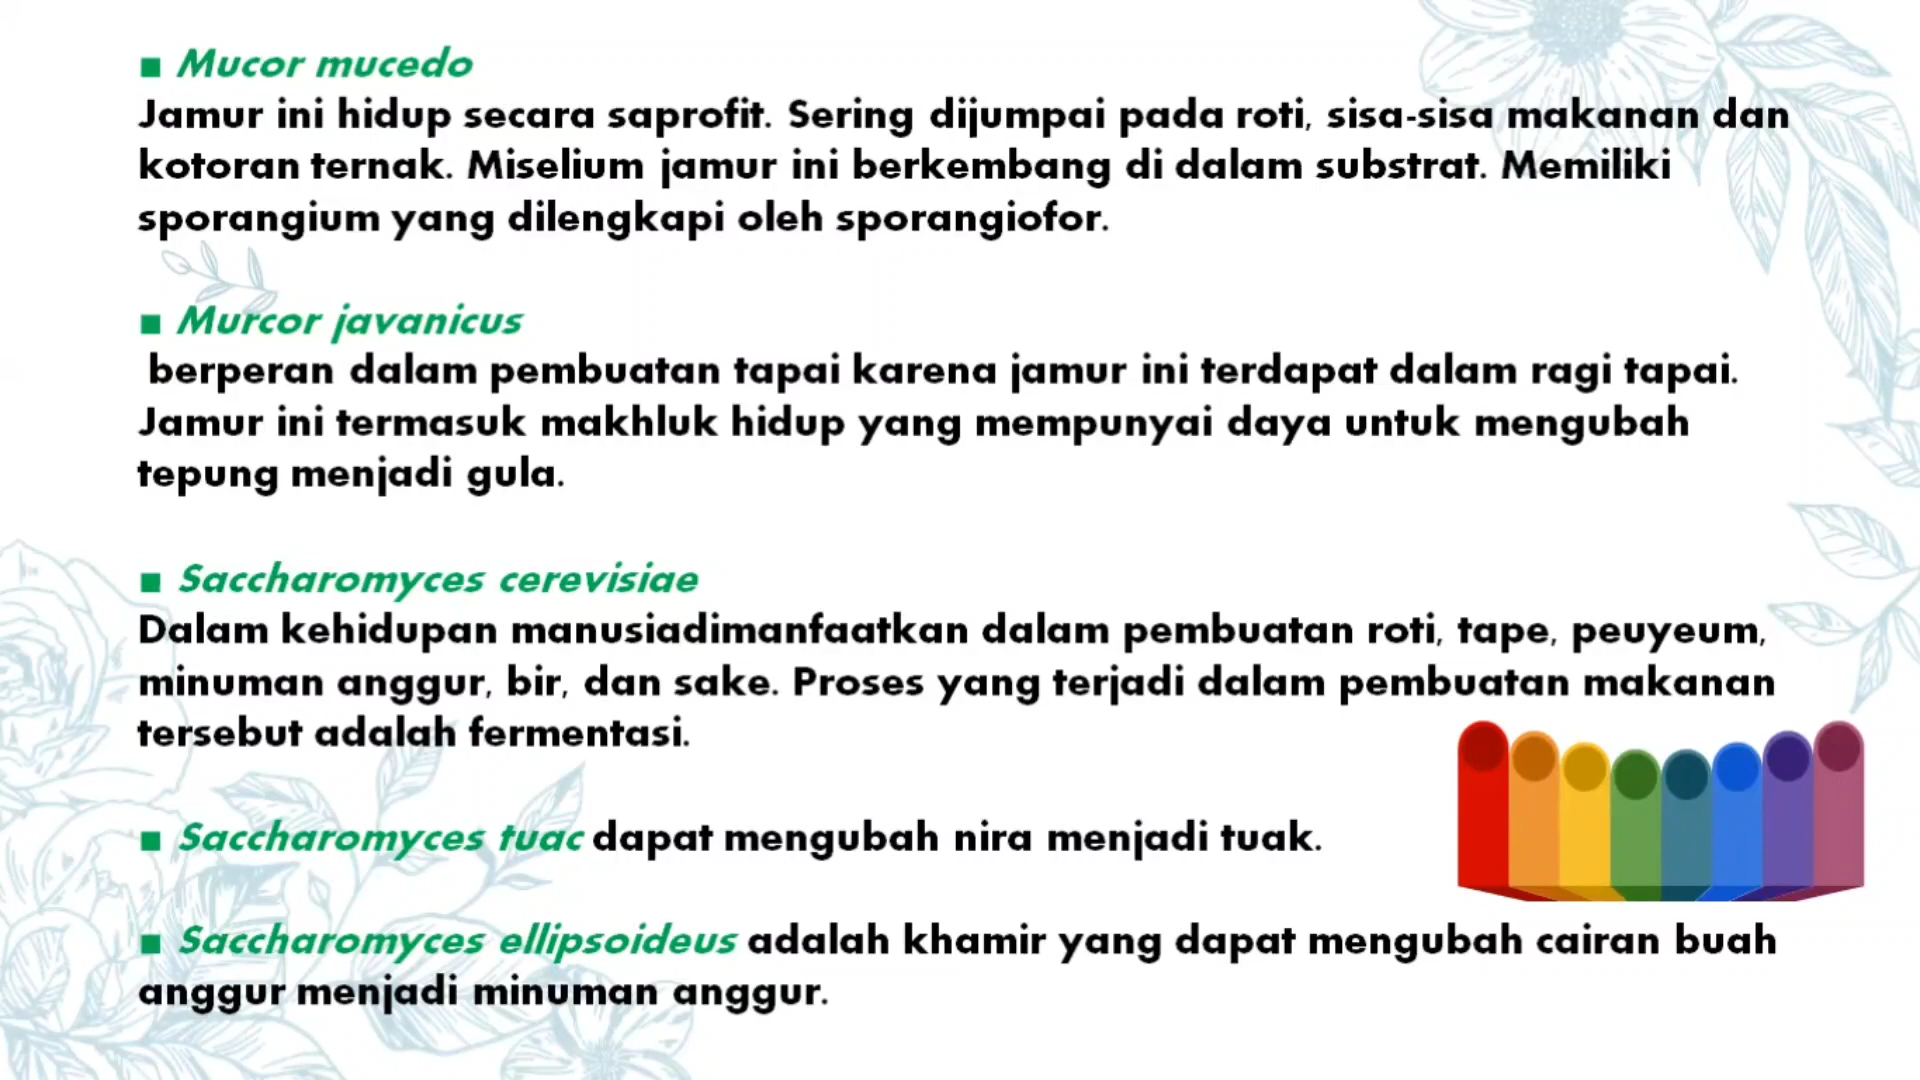 ▪ Mucor mucedo
Jamur ini hidup secara saprofit. Sering dijumpai pada roti, sisa-sisa makanan dan
kotoran ternak. Miselium jamur ini berkembang di dalam substrat. Memiliki
sporangium yang dilengkapi oleh sporangiofor.
▪ Murcor javanicus
berperan dalam pembuatan tapai karena jamur ini terdapat dalam ragi tapai.
Jamur ini termasuk makhluk hidup yang mempunyai daya untuk mengubah
tepung menjadi gula.
▪ Saccharomyces cerevisiae
Dalam kehidupan manusiadimanfaatkan dalam pembuatan roti, tape, peuyeum,
minuman anggur, bir, dan sake. Proses yang terjadi dalam pembuatan makanan
tersebut adalah fermentasi.
▪ Saccharomyces tuac dapat mengubah nira menjadi tuak.
▪ Saccharomyces ellipsoideus adalah khamir yang dapat mengubah cairan buah
anggur menjadi minuman anggur.